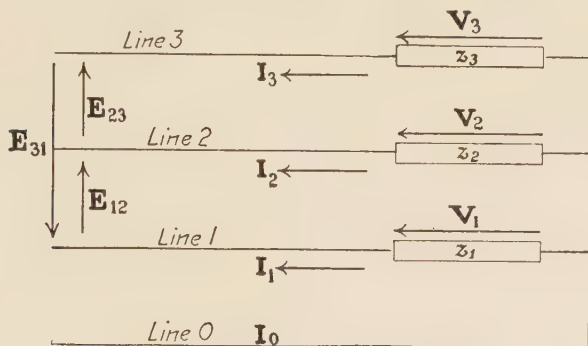 Line 3
V₃
z₃
I₃
E₂₃
E₃₁
Line 2
V₂
z₂
I₂
E₁₂
Line 1
V₁
z₁
I₁
Line 0
I₀